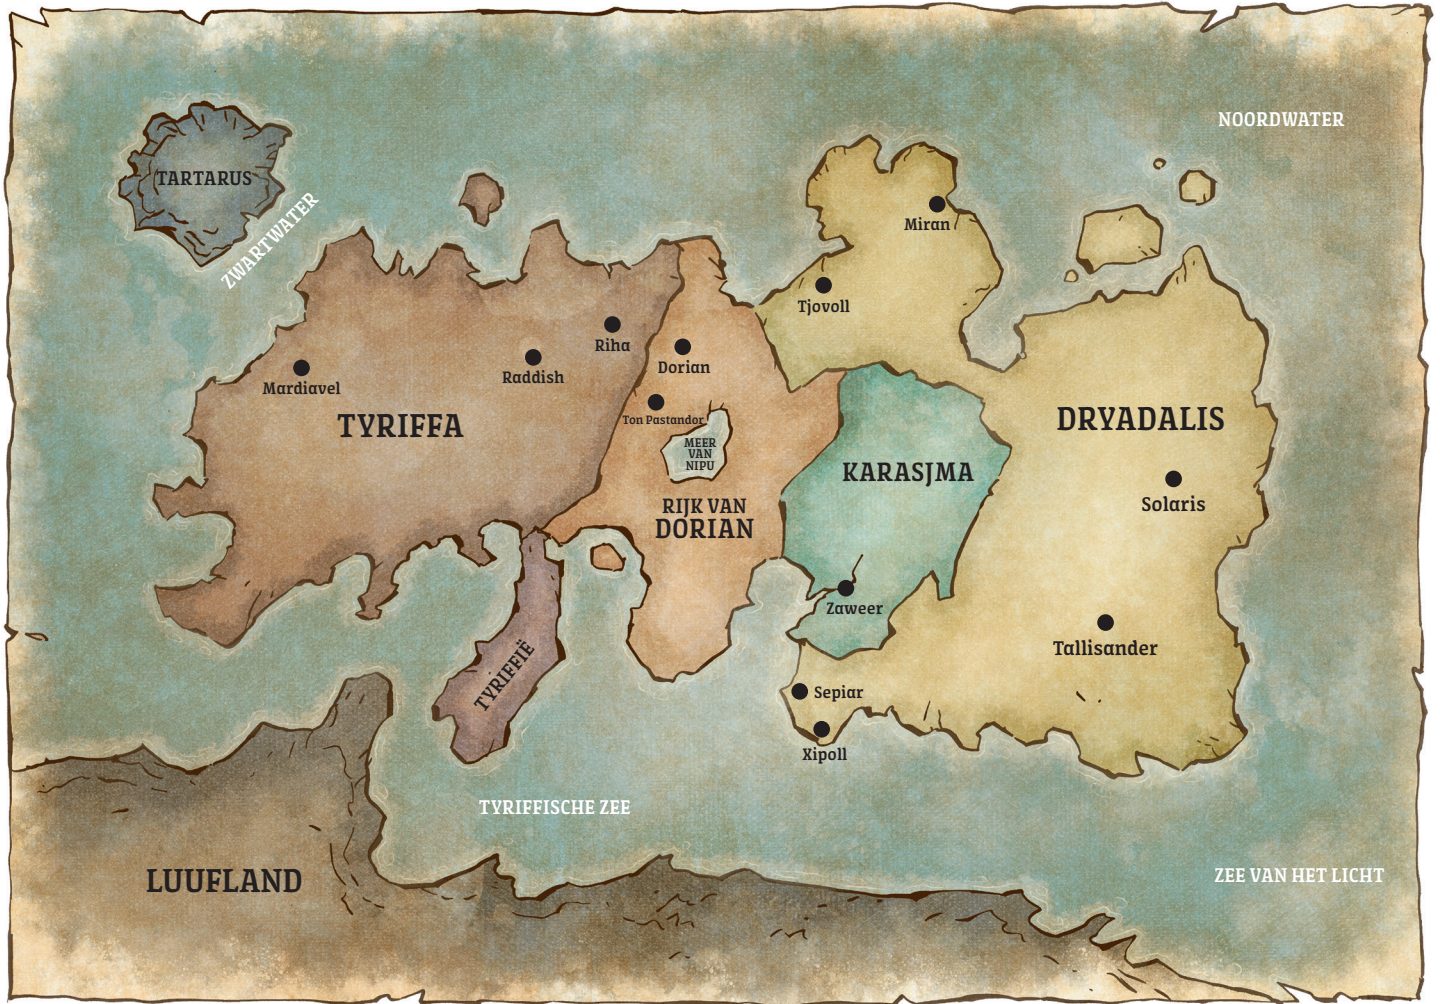 NOORDWATER
TARTARUS
ZWARTWATER
Miran
Tjovoll
Riha
Dorian
Raddish
Mardiavel
Ton Pastandor
TYRIFFA
DRYADALIS
MEER
VAN
NIPU
KARASJMA
Solaris
RIJK VAN
DORIAN
Zaweer
Tallisander
TYRIFFIË
Sepiar
Xipoll
TYRIFFISCHE ZEE
LUUFLAND
ZEE VAN HET LICHT